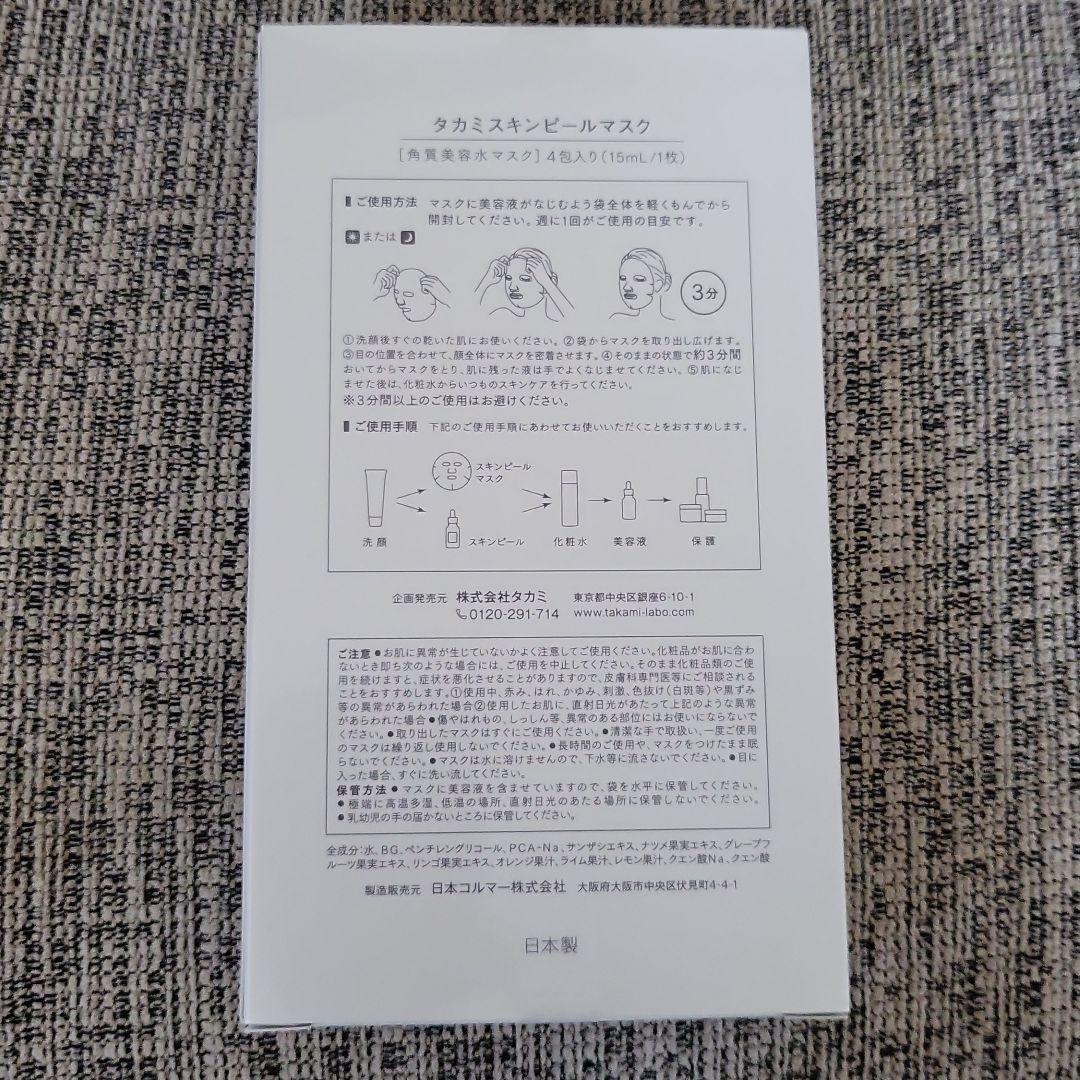 タカミスキンピールマスク
[角質美容水マスク] 4包入り(15mL/1枚)
ご使用方法 マスクに美容液がなじむよう袋全体を軽くもんでから
開封してください。週に1回がご使用の目安です。
または
3分
①洗顔後すぐの乾いた肌にお使いください。②袋からマスクを取り出し広げます。
③目の位置を合わせて、顔全体にマスクを密着させます。④そのままの状態で約3分間
おいてからマスクをとり、肌に残った液は手でよくなじませてください。⑤肌になじ
ませた後は、化粧水からいつものスキンケアを行ってください。
※3分間以上のご使用はお避けください。
ご使用手順 下記のご使用手順にあわせてお使いいただくことをおすすめします。
スキンピール
マスク
洗顔 スキンピール 化粧水 美容液 保護
企画発売元 株式会社タカミ 東京都中央区銀座6-10-1
0120-291-714 www.takami-labo.com
ご注意 ●お肌に異常が生じていないかよく注意してご使用ください。化粧品がお肌に合わ
ないとき即ち次のような場合には、ご使用を中止してください。そのまま化粧品類のご使
用を続けますと、症状を悪化させることがありますので、皮膚科専門医等にご相談される
ことをおすすめします。①使用中、赤み、はれ、かゆみ、刺激、色抜け(白斑等)や黒ずみ
等の異常があらわれた場合②使用したお肌に、直射日光があたって上記のような異常
があらわれた場合●傷やはれもの、しっしん等、異常のある部位にはお使いにならないで
ください。●取り出したマスクはすぐにご使用ください。●清潔な手で取扱い、一度ご使用
のマスクは繰り返し使用しないでください。●長時間のご使用や、マスクをつけたまま眠
らないでください。●マスクは水に溶けませんので、下水等に流さないでください。●目に
入った場合、すぐに洗い流してください。
保管方法 ●マスクに美容液を含ませていますので、袋を水平に保管してください。
●極端に高温多湿、低温の場所、直射日光のあたる場所に保管しないでください。
●乳幼児の手の届かないところに保管してください。
全成分:水、BG、ペンチレングリコール、PCA-Na、サンザシエキス、ナツメ果実エキス、グレープフ
ルーツ果実エキス、リンゴ果実エキス、オレンジ果汁、ライム果汁、レモン果汁、クエン酸Na、クエン酸
製造販売元 日本コルマー株式会社 大阪府大阪市中央区伏見町4-4-1
日本製